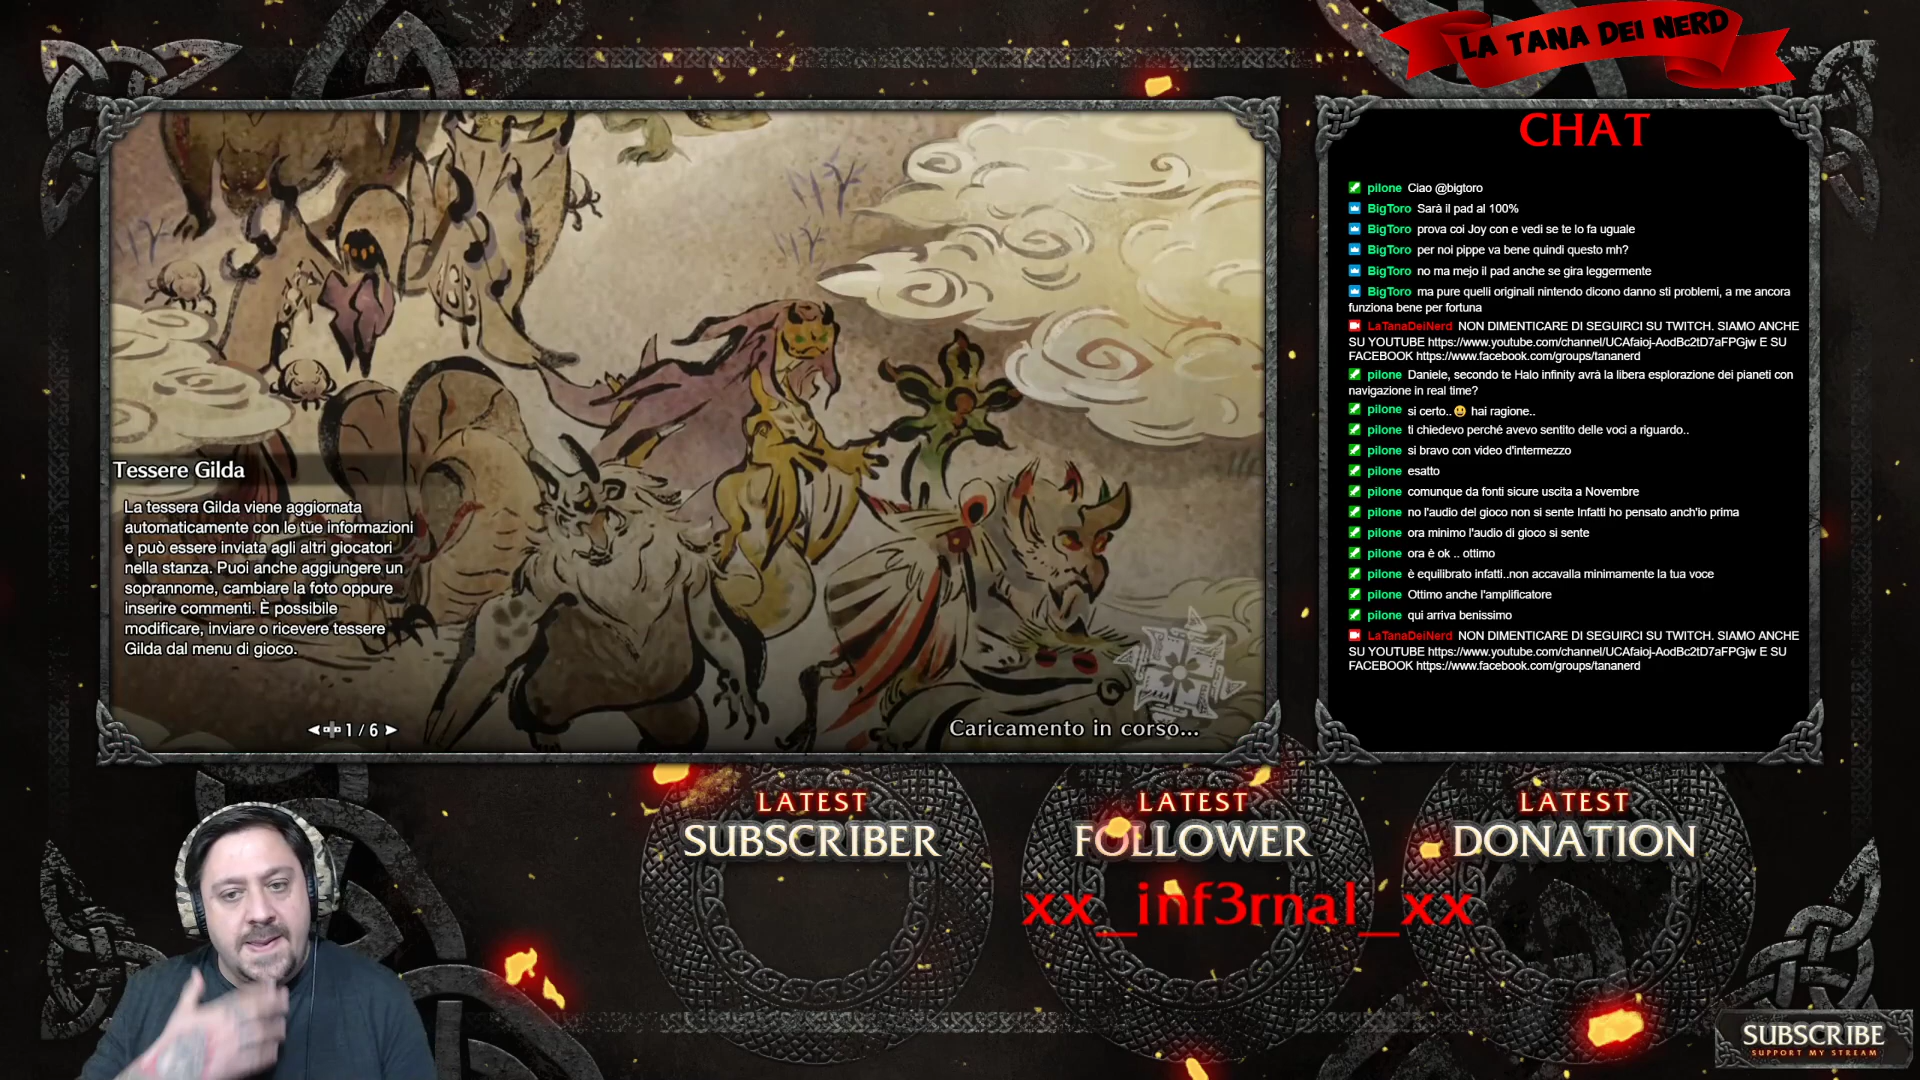 LA TANA DEI NERD
CHAT
pilone Ciao @bigtoro
BigToro Sarà il pad al 100%
BigToro prova coi Joy con e vedi se te lo fa uguale
BigToro per noi pippe va bene quindi questo mh?
BigToro no ma mejo il pad anche se gira leggermente
BigToro ma pure quelli originali nintendo dicono danno sti problemi, a me ancora
funziona bene per fortuna
LaTanaDeiNerd NON DIMENTICARE DI SEGUIRCI SU TWITCH. SIAMO ANCHE
SU YOUTUBE https://www.youtube.com/channel/UCAfaioj-AodBc2tD7aFPGjw E SU
FACEBOOK https://www.facebook.com/groups/tananerd
pilone Daniele, secondo te Halo infinity avrà la libera esplorazione dei pianeti con
navigazione in real time?
pilone si certo..😃 hai ragione..
pilone ti chiedevo perché avevo sentito delle voci a riguardo..
pilone si bravo con video d'intermezzo
pilone esatto
pilone comunque da fonti sicure uscita a Novembre
pilone no l'audio del gioco non si sente Infatti ho pensato anch'io prima
pilone ora minimo l'audio di gioco si sente
pilone ora è ok .. ottimo
pilone è equilibrato infatti..non accavalla minimamente la tua voce
pilone Ottimo anche l'amplificatore
pilone qui arriva benissimo
LaTanaDeiNerd NON DIMENTICARE DI SEGUIRCI SU TWITCH. SIAMO ANCHE
SU YOUTUBE https://www.youtube.com/channel/UCAfaioj-AodBc2tD7aFPGjw E SU
FACEBOOK https://www.facebook.com/groups/tananerd
Tessere Gilda
La tessera Gilda viene aggiornata
automaticamente con le tue informazioni
e può essere inviata agli altri giocatori
nella stanza. Puoi anche aggiungere un
soprannome, cambiare la foto oppure
inserire commenti. È possibile
modificare, inviare o ricevere tessere
Gilda dal menu di gioco.
1 / 6
Caricamento in corso...
LATEST
SUBSCRIBER
LATEST
FOLLOWER
xx_inf3rnal_xx
LATEST
DONATION
SUBSCRIBE
SUPPORT MY STREAM